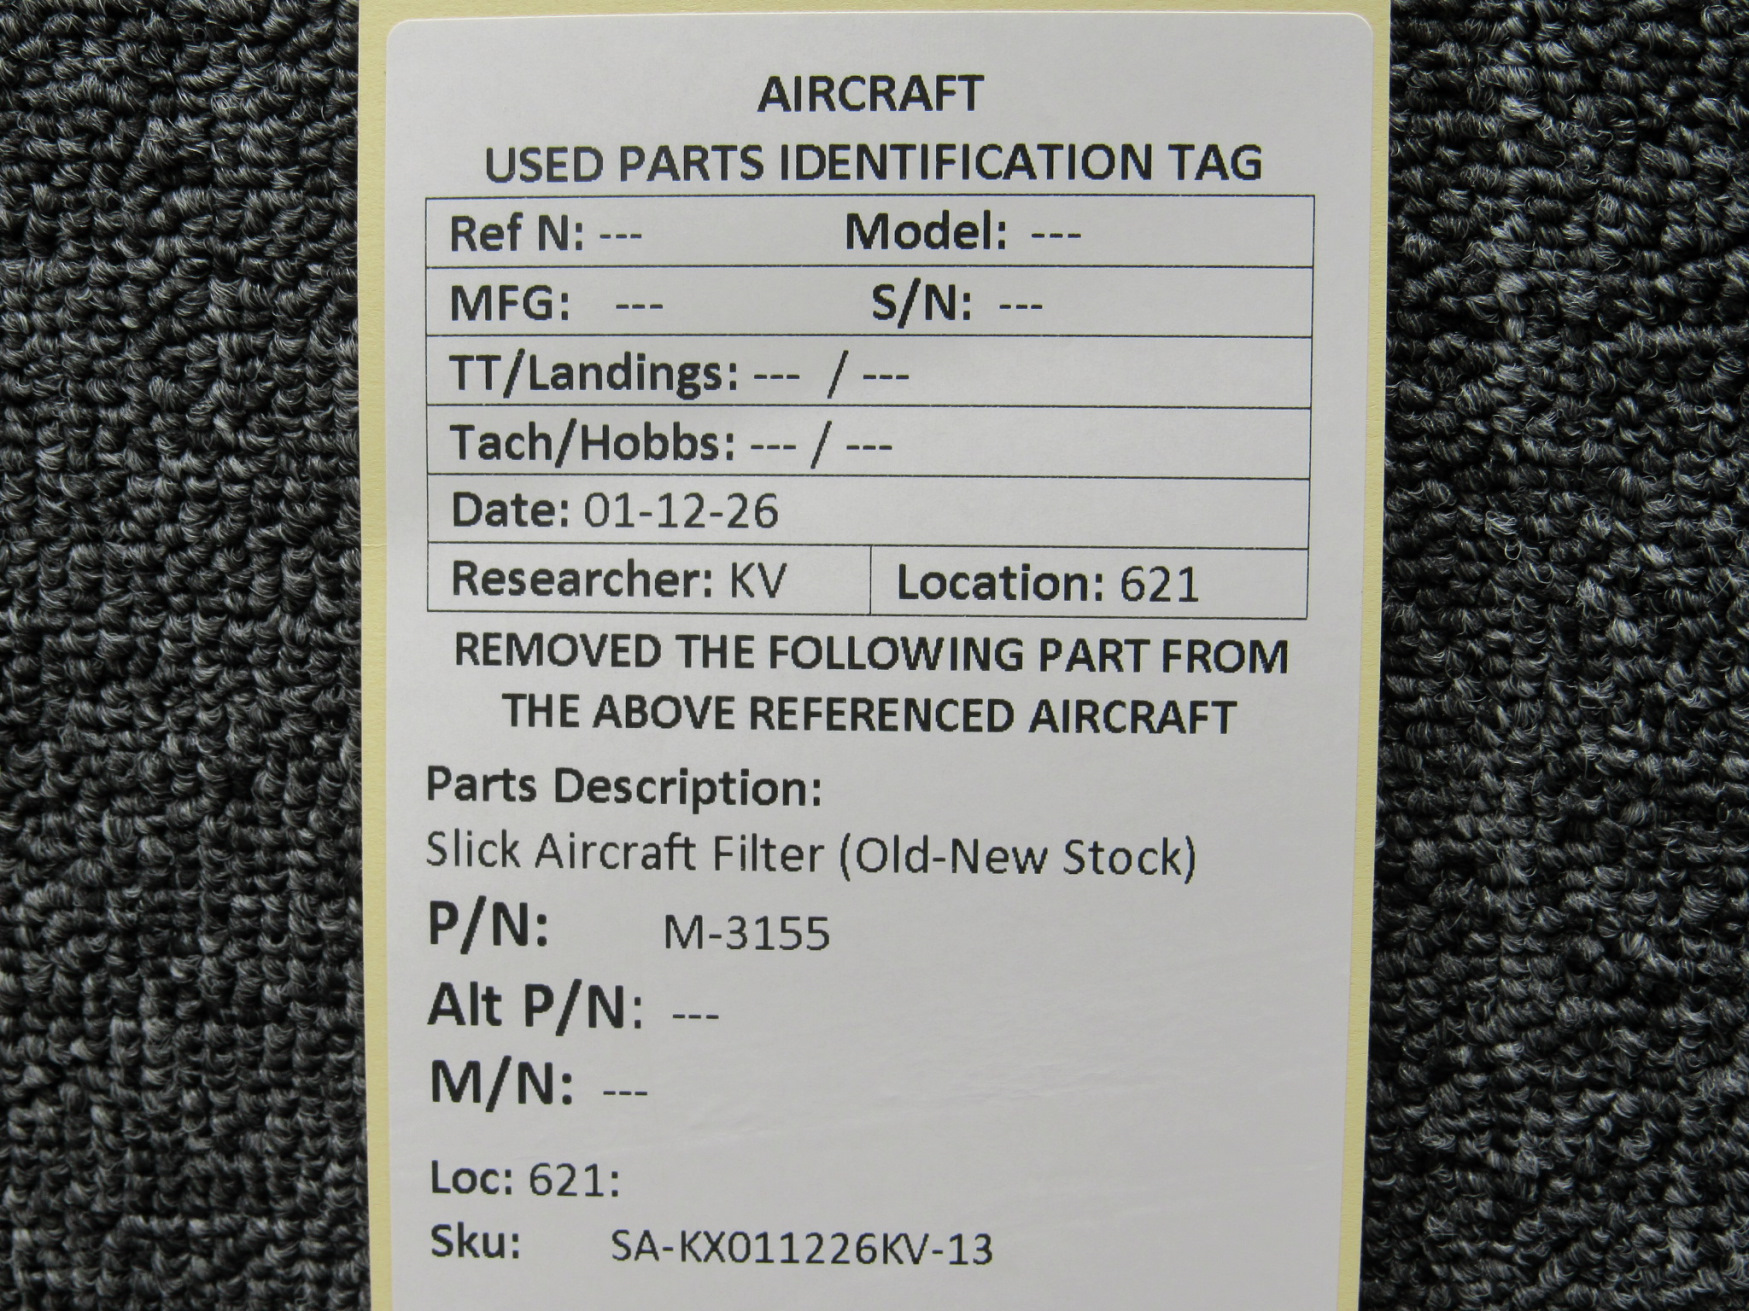 AIRCRAFT
USED PARTS IDENTIFICATION TAG
Ref N: --- Model: ---
MFG: --- S/N: ---
TT/Landings: --- / ---
Tach/Hobbs: --- / ---
Date: 01-12-26
Researcher: KV Location: 621
REMOVED THE FOLLOWING PART FROM
THE ABOVE REFERENCED AIRCRAFT
Parts Description:
Slick Aircraft Filter (Old-New Stock)
P/N: M-3155
Alt P/N: ---
M/N: ---
Loc: 621:
Sku: SA-KX011226KV-13